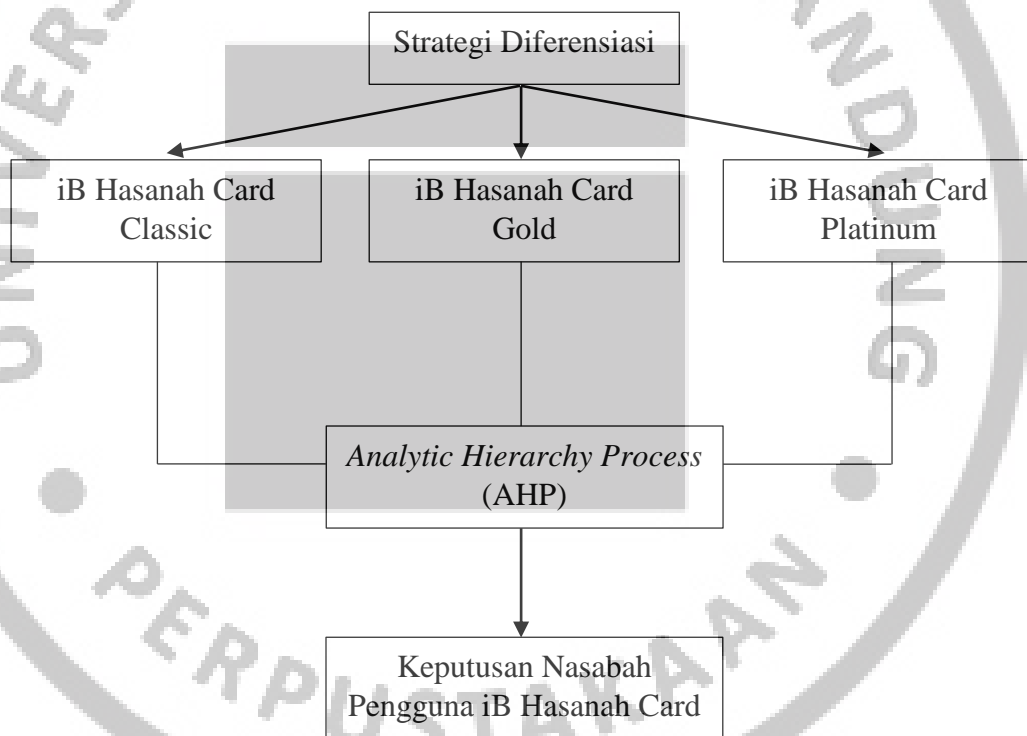 Strategi Diferensiasi
iB Hasanah Card
Classic
iB Hasanah Card
Gold
iB Hasanah Card
Platinum
Analytic Hierarchy Process
(AHP)
Keputusan Nasabah
Pengguna iB Hasanah Card
PERPUSTAKAAN